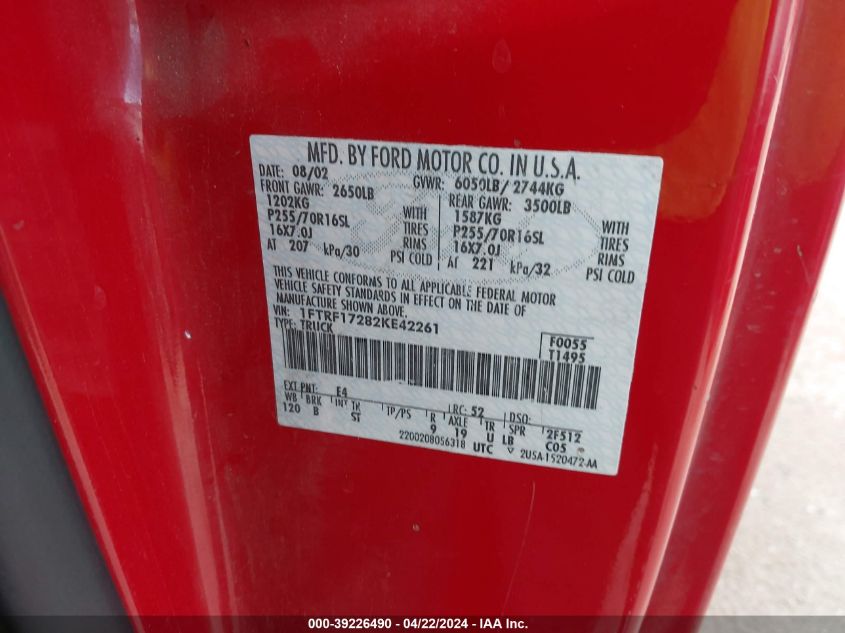 MFD. BY FORD MOTOR CO. IN U.S.A.
DATE: 08/02 GVWR: 6050LB/ 2744KG
FRONT GAWR: 2650LB REAR GAWR: 3500LB
1202KG WITH 1587KG WITH
P255/70R16SL TIRES P255/70R16SL TIRES
16X7.0J RIMS 16X7.0J RIMS
AT 207 kPa/30 PSI COLD AT 221 kPa/32 PSI COLD
THIS VEHICLE CONFORMS TO ALL APPLICABLE FEDERAL MOTOR
VEHICLE SAFETY STANDARDS IN EFFECT ON THE DATE OF
MANUFACTURE SHOWN ABOVE.
VIN: 1FTRF17282KE42261
TYPE: TRUCK
F0055
T1495
EXT PNT: E4 RC: 52 DSO:
WB BRK INT TR TP/PS R AXLE TR SPR 2F512
120 B ST 9 19 U LB C05
2200208056318 UTC 2USA-1520472-AA
000-39226490 - 04/22/2024 - IAA Inc.